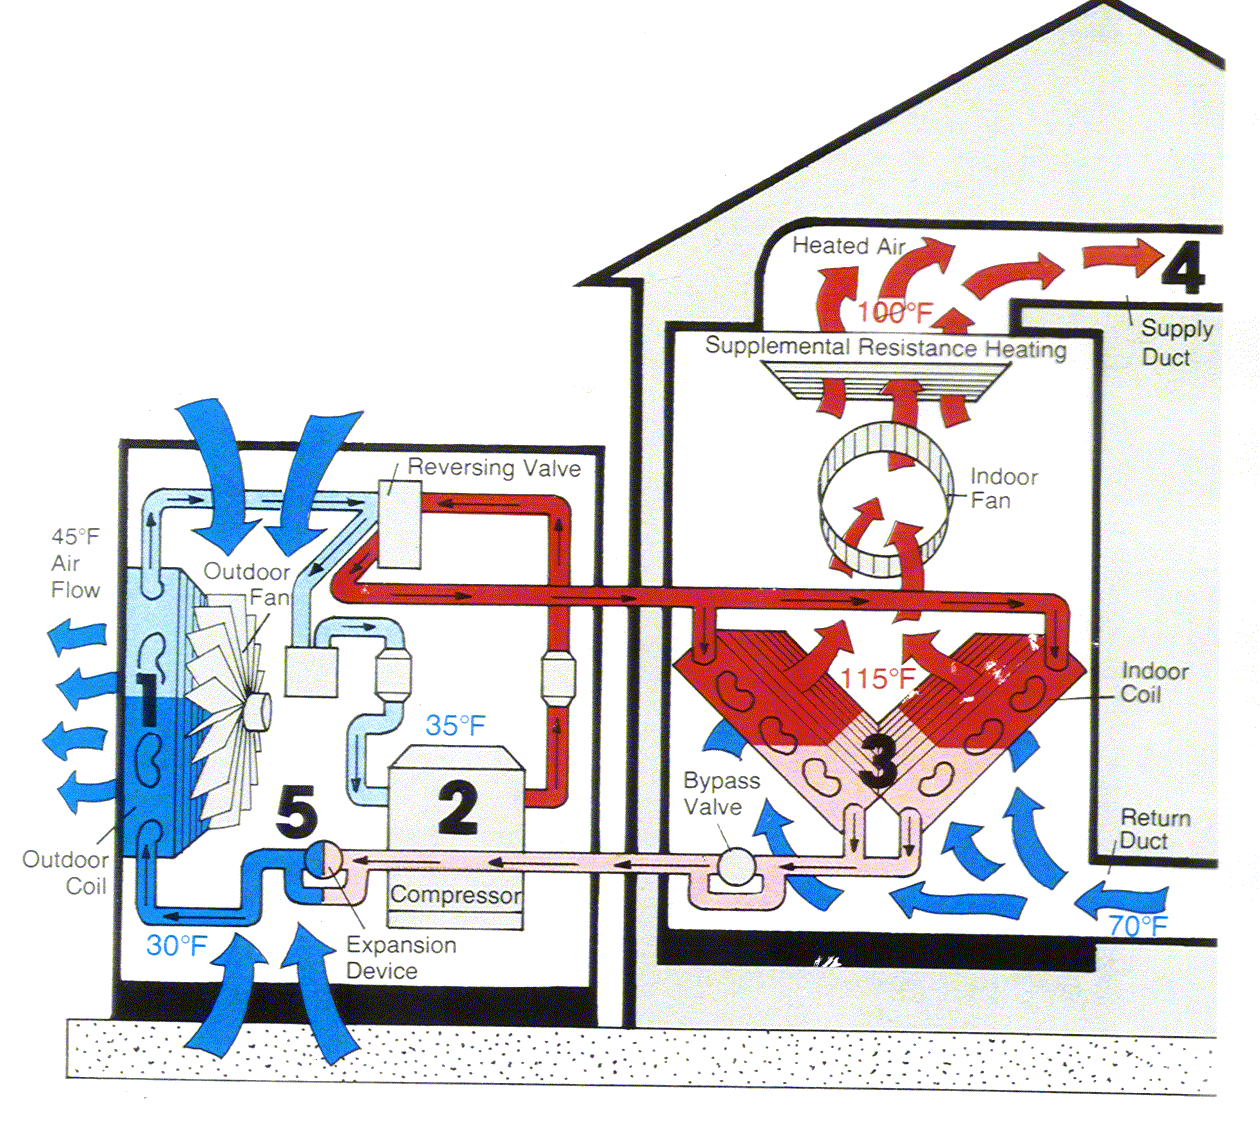 Heated Air
100°F
4
Supply
Duct
Supplemental Resistance Heating
Indoor
Fan
Reversing Valve
45°F
Air
Flow
Outdoor
Fan
115°F
Indoor
Coil
1
35°F
3
2
5
Bypass
Valve
Return
Duct
Outdoor
Coil
Compressor
70°F
30°F
Expansion
Device